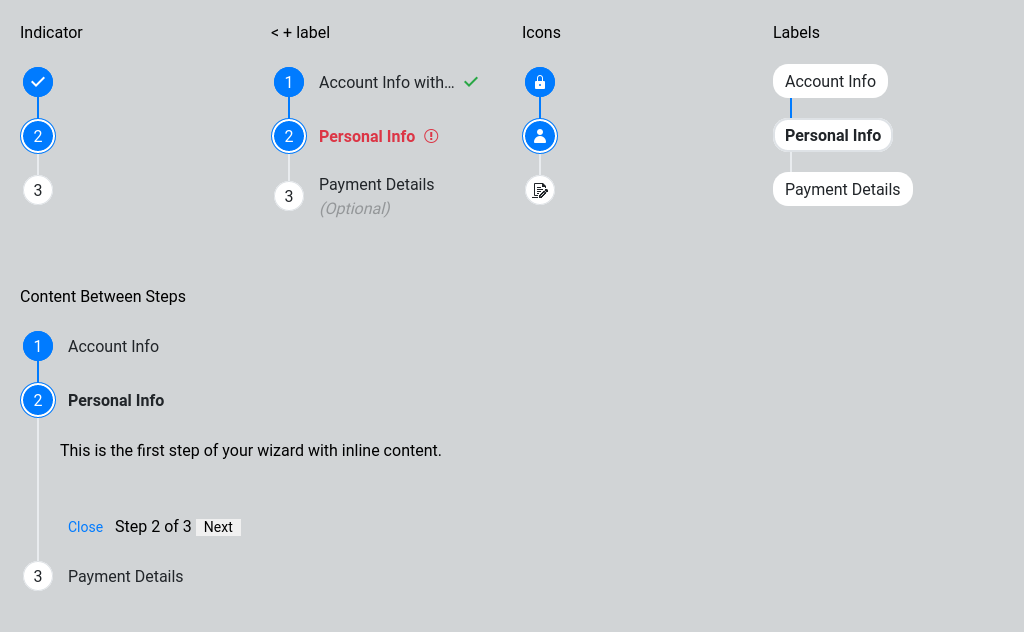 Indicator
2
3
< + label
1 Account Info with…
2 Personal Info
3 Payment Details
(Optional)
Icons
Labels
Account Info
Personal Info
Payment Details
Content Between Steps
1 Account Info
2 Personal Info
This is the first step of your wizard with inline content.
Close Step 2 of 3 Next
3 Payment Details